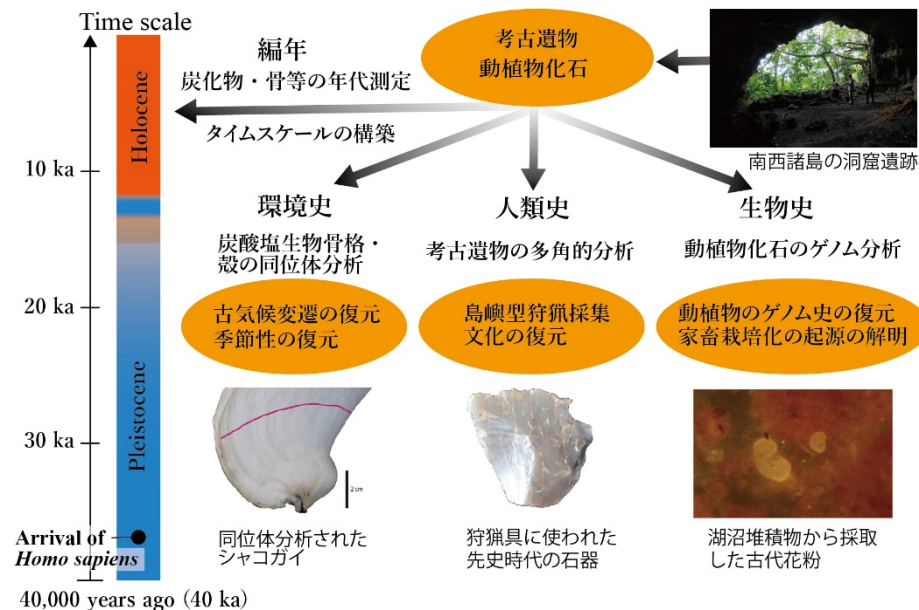 Time scale
Holocene
10 ka
20 ka
Pleistocene
30 ka
Arrival of
Homo sapiens
40,000 years ago (40 ka)
編年
炭化物・骨等の年代測定
タイムスケールの構築
考古遺物
動植物化石
南西諸島の洞窟遺跡
環境史
炭酸塩生物骨格・
殻の同位体分析
古気候変遷の復元
季節性の復元
2 cm
同位体分析された
シャコガイ
人類史
考古遺物の多角的分析
島嶼型狩猟採集
文化の復元
狩猟具に使われた
先史時代の石器
生物史
動植物化石のゲノム分析
動植物のゲノム史の復元
家畜栽培化の起源の解明
湖沼堆積物から採取
した古代花粉